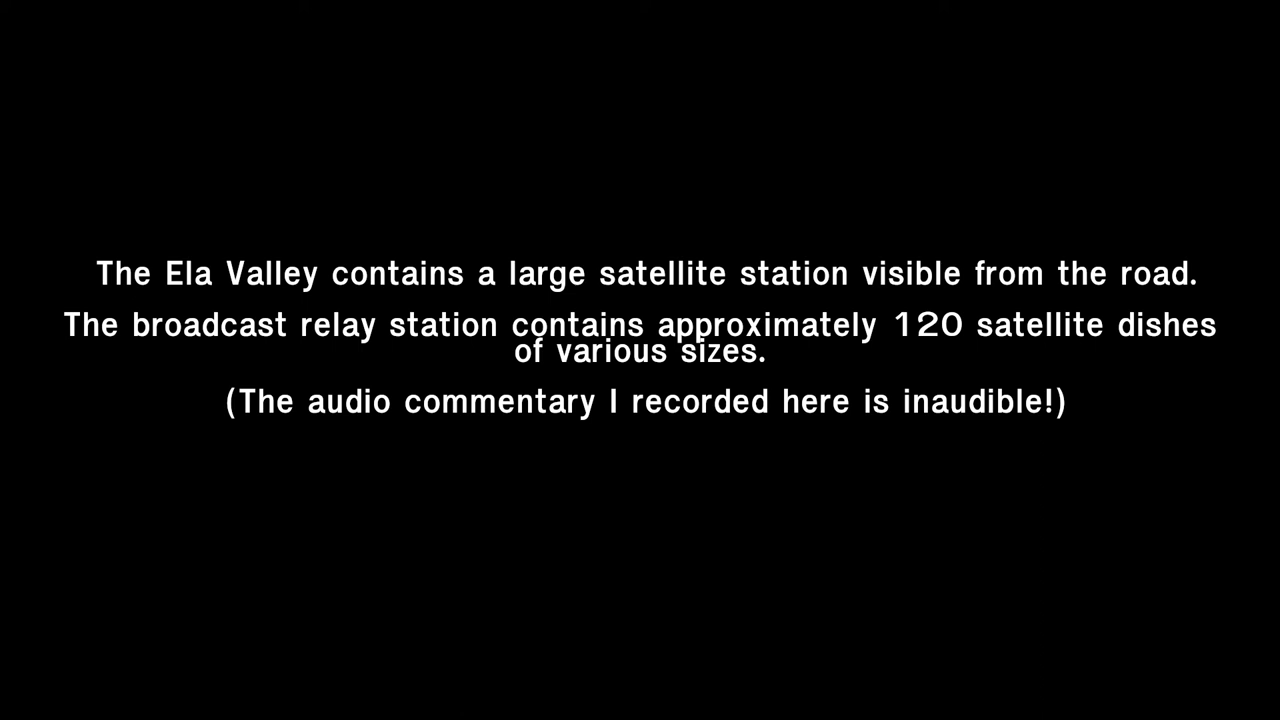 The Ela Valley contains a large satellite station visible from the road.
The broadcast relay station contains approximately 120 satellite dishes
of various sizes.
(The audio commentary I recorded here is inaudible!)